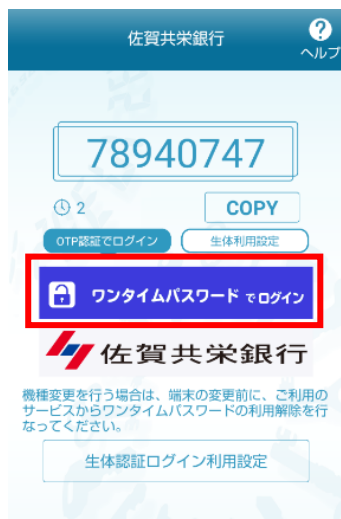 佐賀共栄銀行
?
ヘルプ
78940747
2
COPY
OTP認証でログイン
生体利用設定
ワンタイムパスワード でログイン
佐賀共栄銀行
機種変更を行う場合は、端末の変更前に、ご利用の
サービスからワンタイムパスワードの利用解除を行
なってください。
生体認証ログイン利用設定